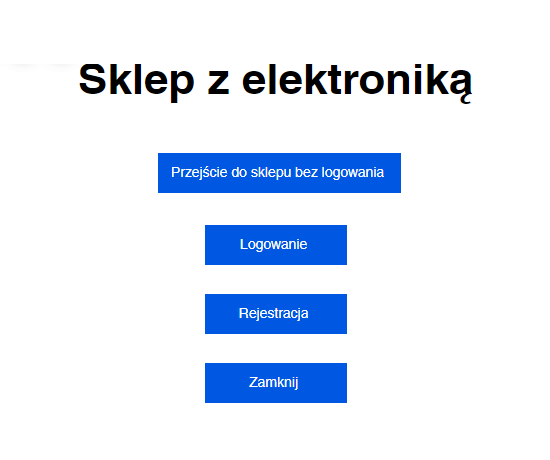 Sklep z elektroniką
Przejście do sklepu bez logowania
Logowanie
Rejestracja
Zamknij